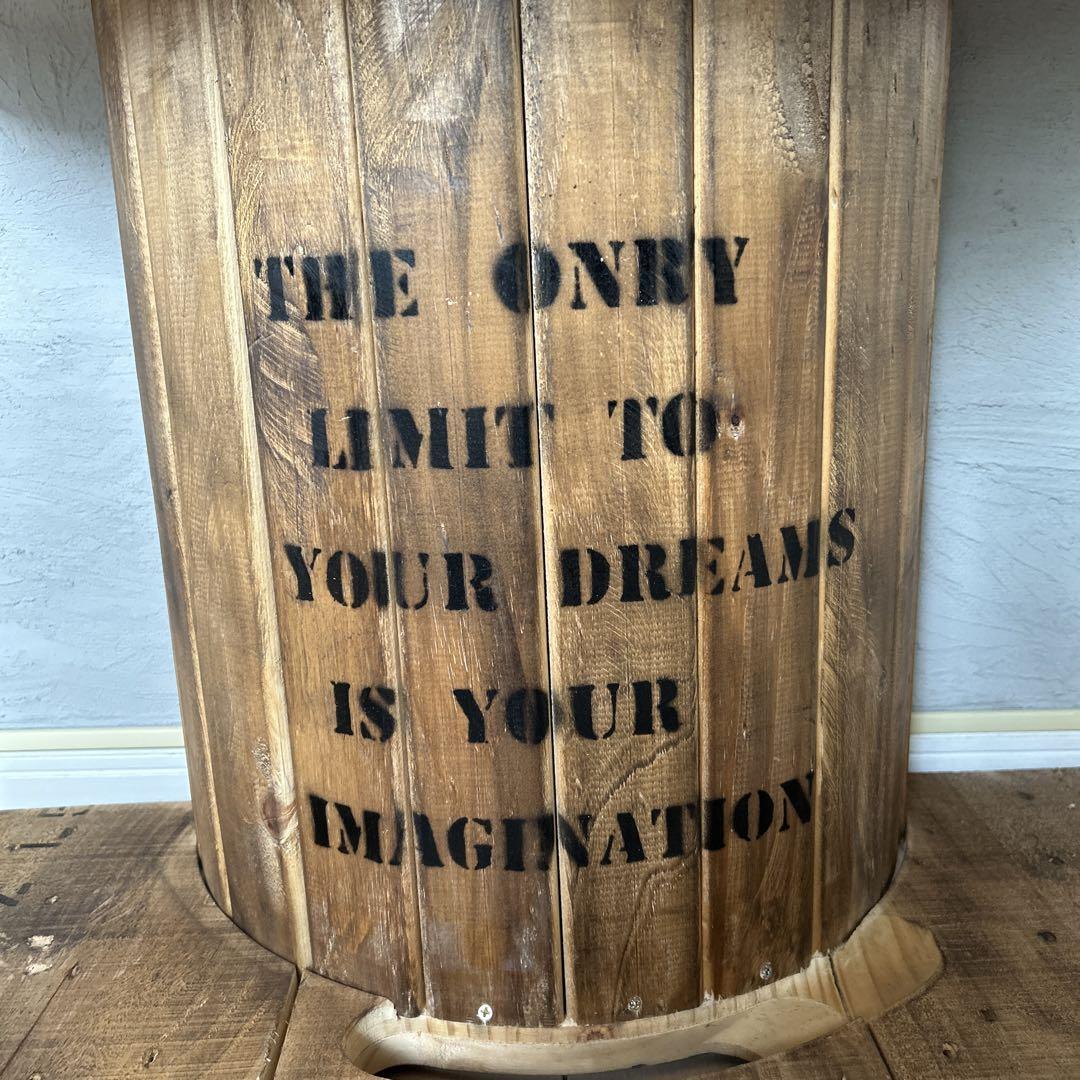 THE ONRY
LIMIT TO
YOUR DREAMS
IS YOUR
IMAGINATION